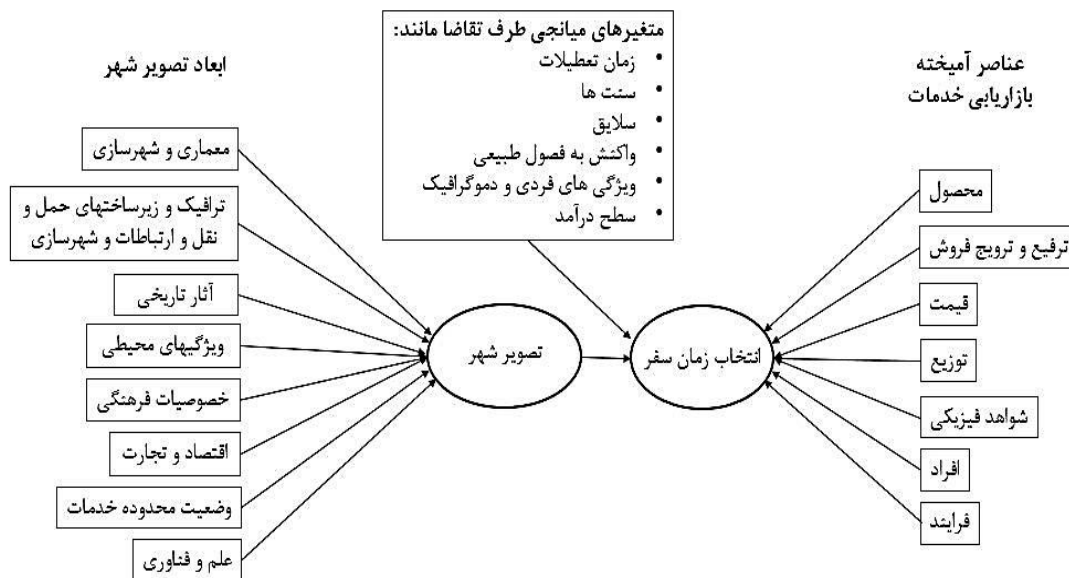 عناصر آمیخته
بازاریابی خدمات
محصول
ترفیع و ترویج فروش
قیمت
توزیع
شواهد فیزیکی
افراد
فرایند
متغیرهای میانجی طرف تقاضا مانند:
• زمان تعطیلات
• سنت ها
• سلایق
• واکنش به فصول طبیعی
• ویژگی های فردی و دموگرافیک
• سطح درآمد
انتخاب زمان سفر
تصویر شهر
ابعاد تصویر شهر
معماری و شهرسازی
ترافیک و زیرساختهای حمل و
نقل و ارتباطات و شهرسازی
آثار تاریخی
ویژگیهای محیطی
خصوصیات فرهنگی
اقتصاد و تجارت
وضعیت محدوده خدمات
علم و فناوری